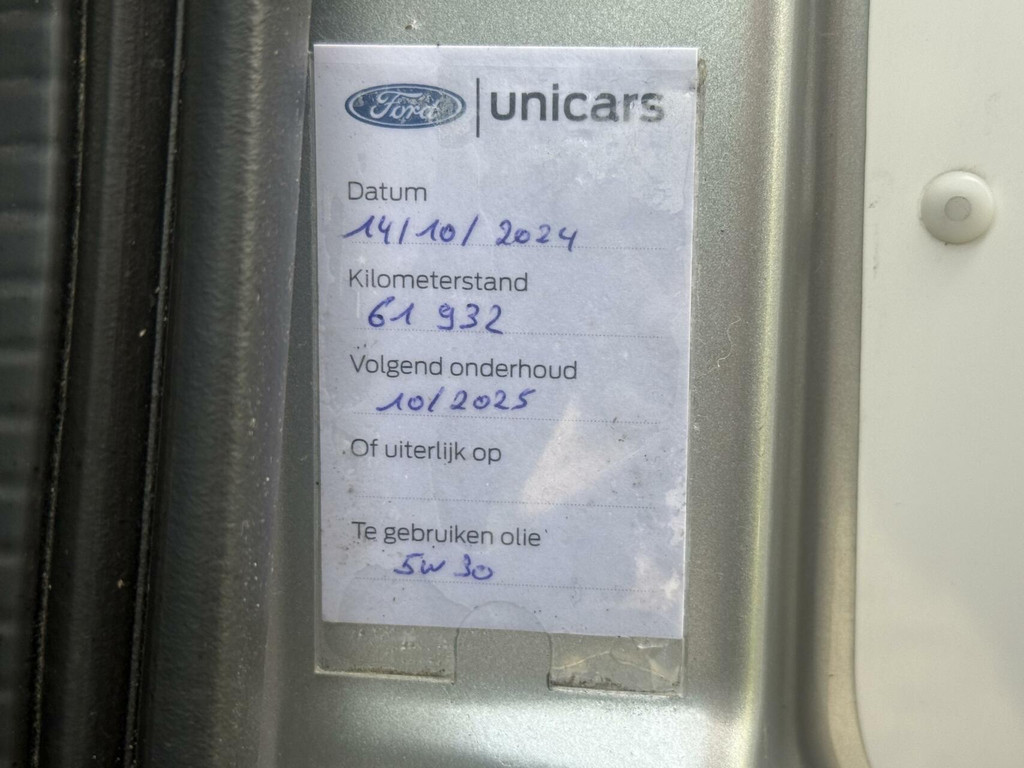 Ford | unicars
Datum
14/10/2024
Kilometerstand
61 932
Volgend onderhoud
10/2025
Of uiterlijk op
Te gebruiken olie
5w30